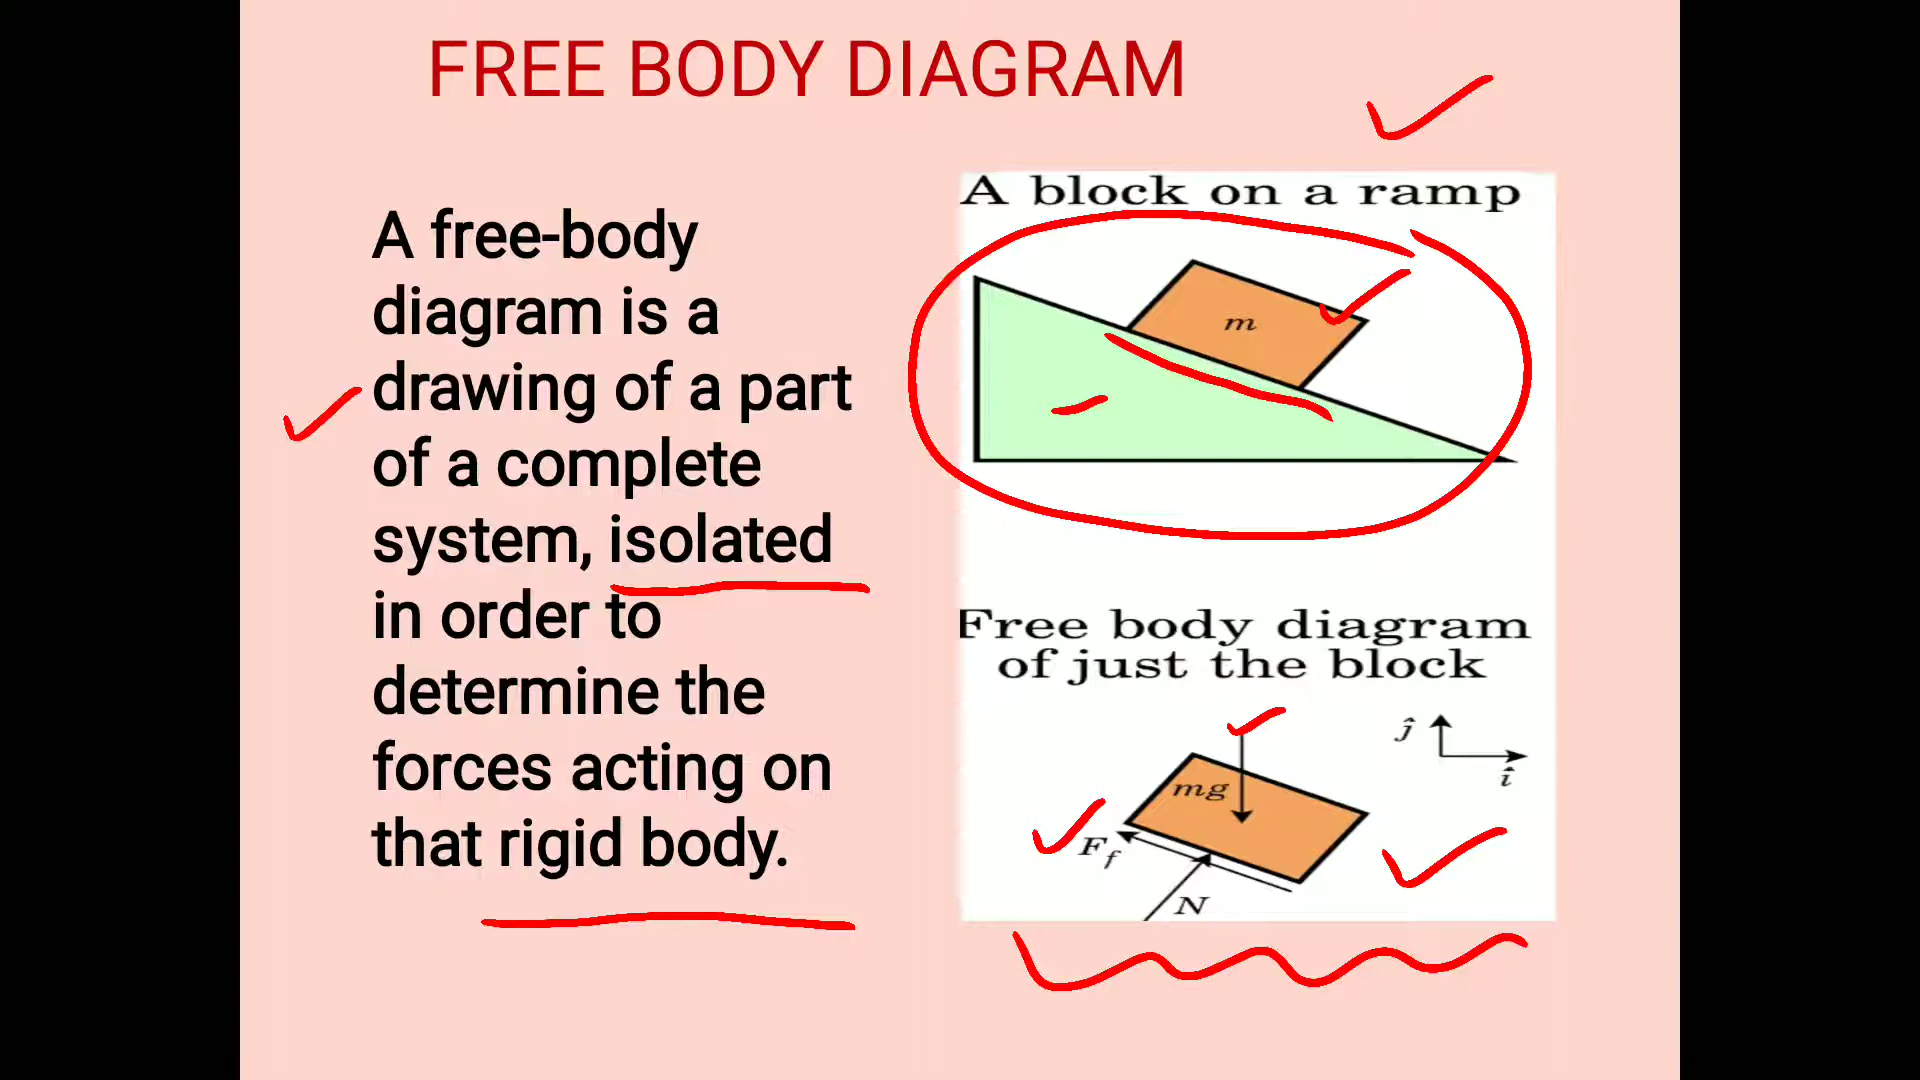 FREE BODY DIAGRAM
A free-body
diagram is a
drawing of a part
of a complete
system, isolated
in order to
determine the
forces acting on
that rigid body.
A block on a ramp
m
Free body diagram
of just the block
ĵ
î
mg
F_f
N